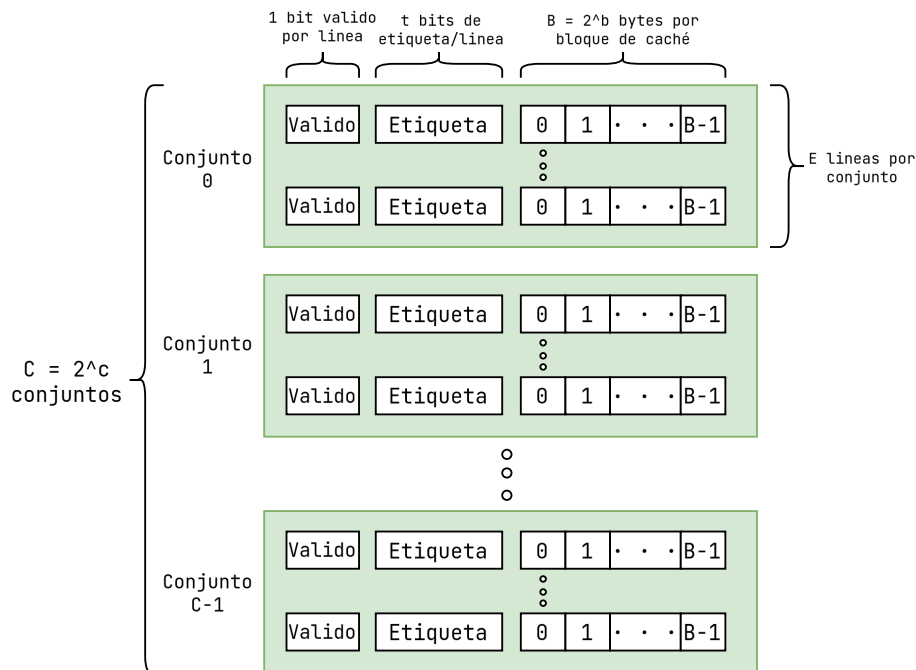 1 bit valido
por linea
t bits de
etiqueta/linea
B = 2^b bytes por
bloque de caché
Conjunto
0
Valido Etiqueta 0 1 · · · B-1
Valido Etiqueta 0 1 · · · B-1
E lineas por
conjunto
Conjunto
1
Valido Etiqueta 0 1 · · · B-1
Valido Etiqueta 0 1 · · · B-1
C = 2^c
conjuntos
Conjunto
C-1
Valido Etiqueta 0 1 · · · B-1
Valido Etiqueta 0 1 · · · B-1